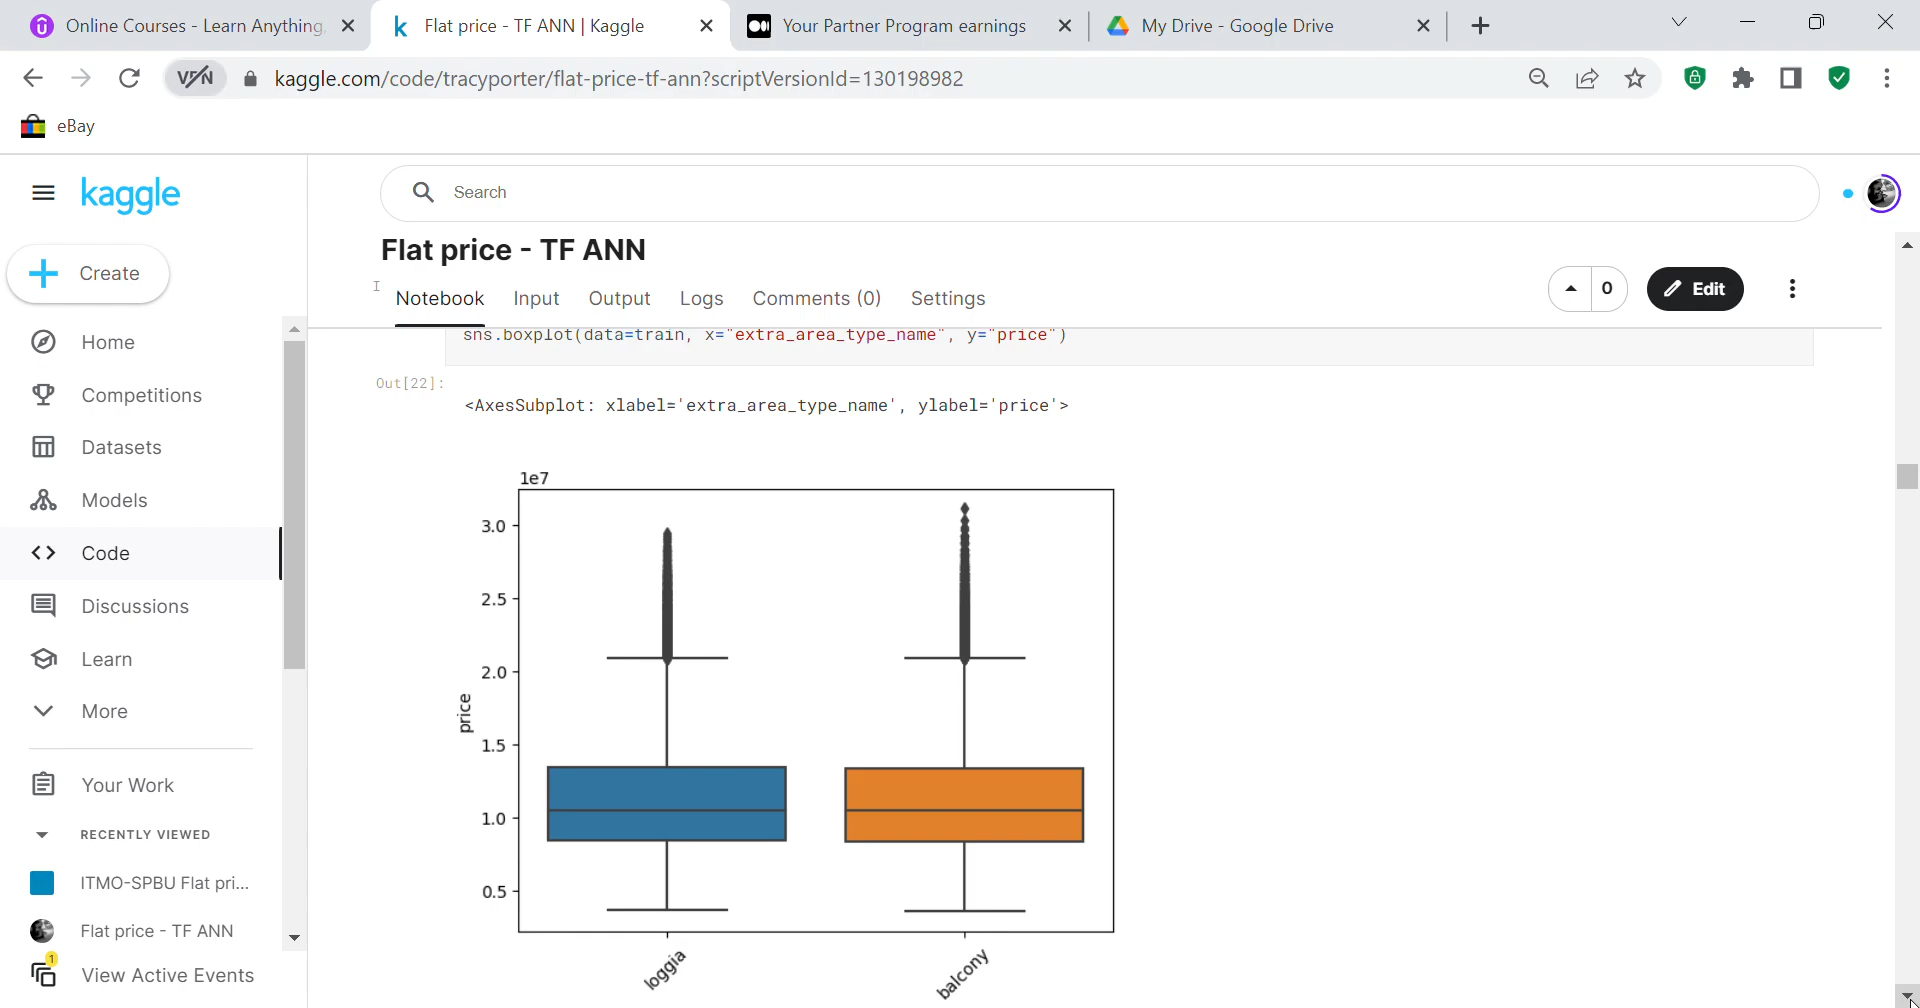 Online Courses - Learn Anything,
Flat price - TF ANN | Kaggle
Your Partner Program earnings
My Drive - Google Drive
VPN
kaggle.com/code/tracyporter/flat-price-tf-ann?scriptVersionId=130198982
eBay
kaggle
Search
Create
Flat price - TF ANN
Notebook
Input
Output
Logs
Comments (0)
Settings
0
Edit
Home
Competitions
Datasets
Models
Code
Discussions
Learn
More
Your Work
RECENTLY VIEWED
ITMO-SPBU Flat pri...
Flat price - TF ANN
1
View Active Events
sns.boxplot(data=train, x="extra_area_type_name", y="price")
Out[22]:
<AxesSubplot: xlabel='extra_area_type_name', ylabel='price'>
1e7
3.0
2.5
2.0
1.5
1.0
0.5
price
loggia
balcony